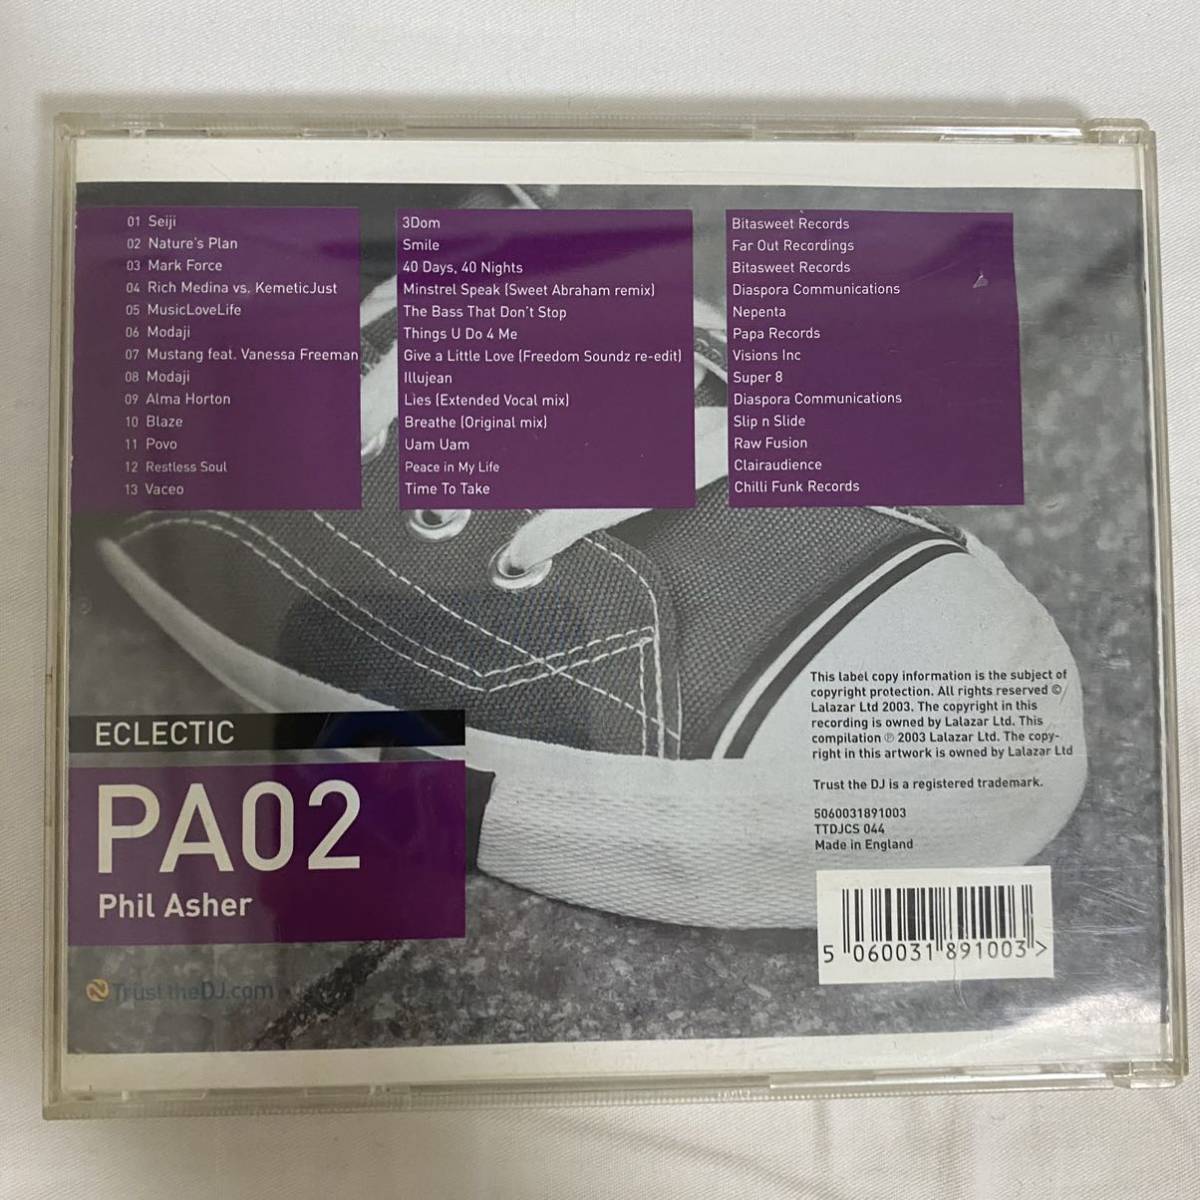 01 Seiji 3Dom Bitasweet Records
02 Nature's Plan Smile Far Out Recordings
03 Mark Force 40 Days, 40 Nights Bitasweet Records
04 Rich Medina vs. KemeticJust Minstrel Speak (Sweet Abraham remix) Diaspora Communications
05 MusicLoveLife The Bass That Don't Stop Nepenta
06 Modaji Things U Do 4 Me Papa Records
07 Mustang feat. Vanessa Freeman Give a Little Love (Freedom Soundz re-edit) Visions Inc
08 Modaji Illujean Super 8
09 Alma Horton Lies (Extended Vocal mix) Diaspora Communications
10 Blaze Breathe (Original mix) Slip n Slide
11 Povo Uam Uam Raw Fusion
12 Restless Soul Peace in My Life Clairaudience
13 Vaceo Time To Take Chilli Funk Records
This label copy information is the subject of
copyright protection. All rights reserved ©
Lalazar Ltd 2003. The copyright in this
recording is owned by Lalazar Ltd. This
compilation ℗ 2003 Lalazar Ltd. The copy-
right in this artwork is owned by Lalazar Ltd
Trust the DJ is a registered trademark.
5060031891003
TTDJCS 044
Made in England
ECLECTIC
PA02
Phil Asher
Trust theDJ.com
5 060031 891003 >